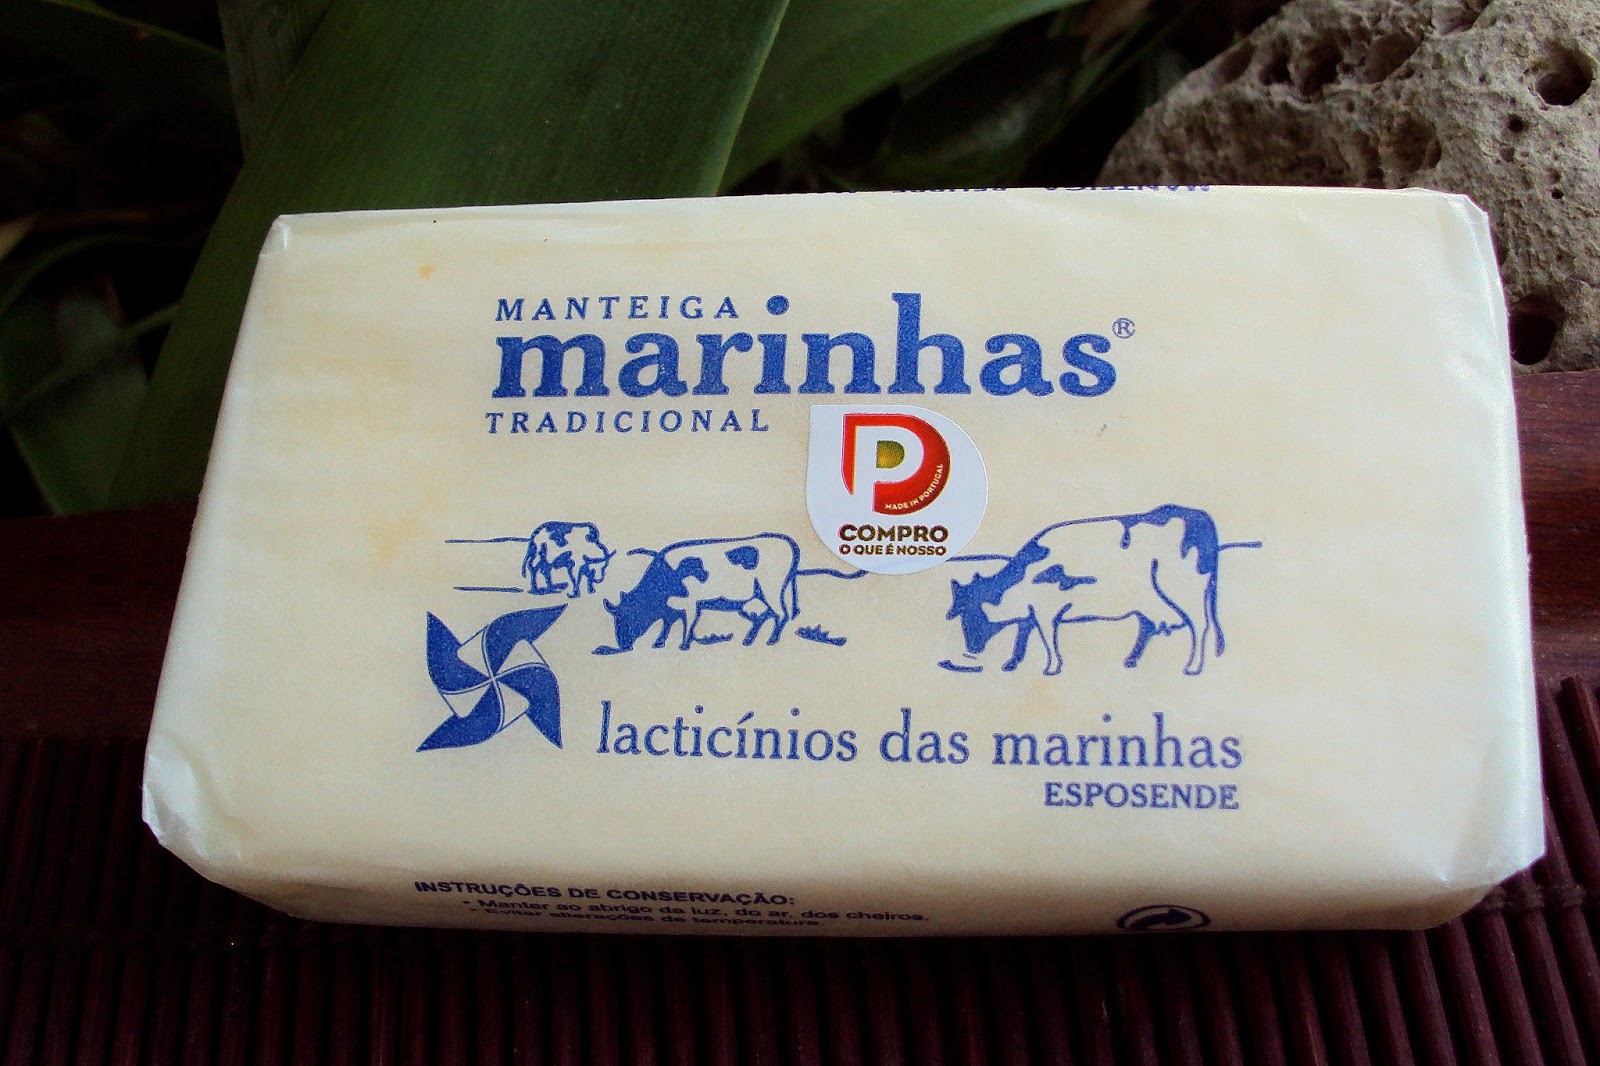 MANTEIGA
marinhas®
TRADICIONAL
P
MADE IN PORTUGAL
COMPRO
O QUE É NOSSO
lacticínios das marinhas
ESPOSENDE
INSTRUÇÕES DE CONSERVAÇÃO:
• Manter ao abrigo da luz, do ar, dos cheiros.
• Evitar alterações de temperatura.